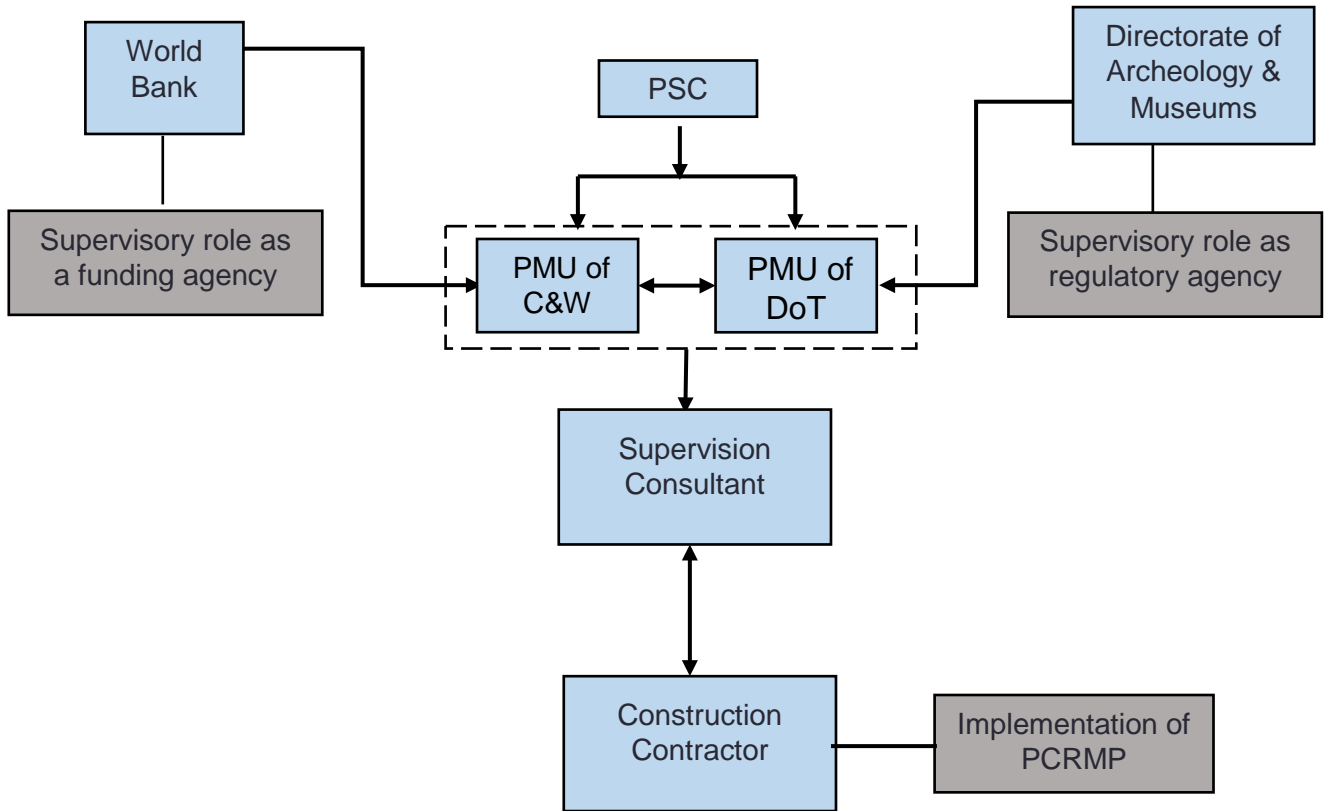 World
Bank
PSC
Directorate of
Archeology &
Museums
Supervisory role as
a funding agency
PMU of
C&W
PMU of
DoT
Supervisory role as
regulatory agency
Supervision
Consultant
Construction
Contractor
Implementation of
PCRMP